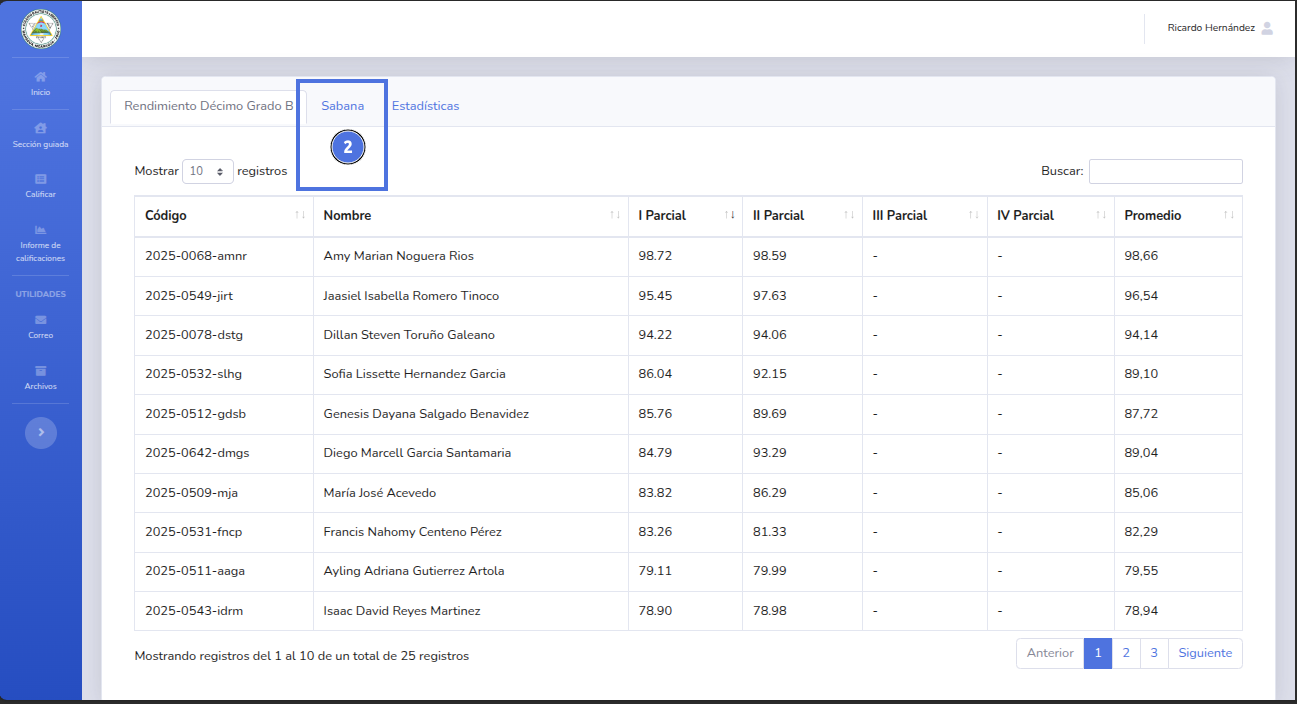 Ricardo Hernández
Inicio
Sección guiada
Calificar
Informe de
calificaciones
UTILIDADES
Correo
Archivos
Rendimiento Décimo Grado B
Sabana
Estadísticas
2
Mostrar 10 registros
Buscar:
Código Nombre I Parcial II Parcial III Parcial IV Parcial Promedio
2025-0068-amnr Amy Marian Noguera Rios 98.72 98.59 - - 98,66
2025-0549-jirt Jaasiel Isabella Romero Tinoco 95.45 97.63 - - 96,54
2025-0078-dstg Dillan Steven Toruño Galeano 94.22 94.06 - - 94,14
2025-0532-slhg Sofia Lissette Hernandez Garcia 86.04 92.15 - - 89,10
2025-0512-gdsb Genesis Dayana Salgado Benavidez 85.76 89.69 - - 87,72
2025-0642-dmgs Diego Marcell Garcia Santamaria 84.79 93.29 - - 89,04
2025-0509-mja María José Acevedo 83.82 86.29 - - 85,06
2025-0531-fncp Francis Nahomy Centeno Pérez 83.26 81.33 - - 82,29
2025-0511-aaga Ayling Adriana Gutierrez Artola 79.11 79.99 - - 79,55
2025-0543-idrm Isaac David Reyes Martinez 78.90 78.98 - - 78,94
Mostrando registros del 1 al 10 de un total de 25 registros
Anterior 1 2 3 Siguiente